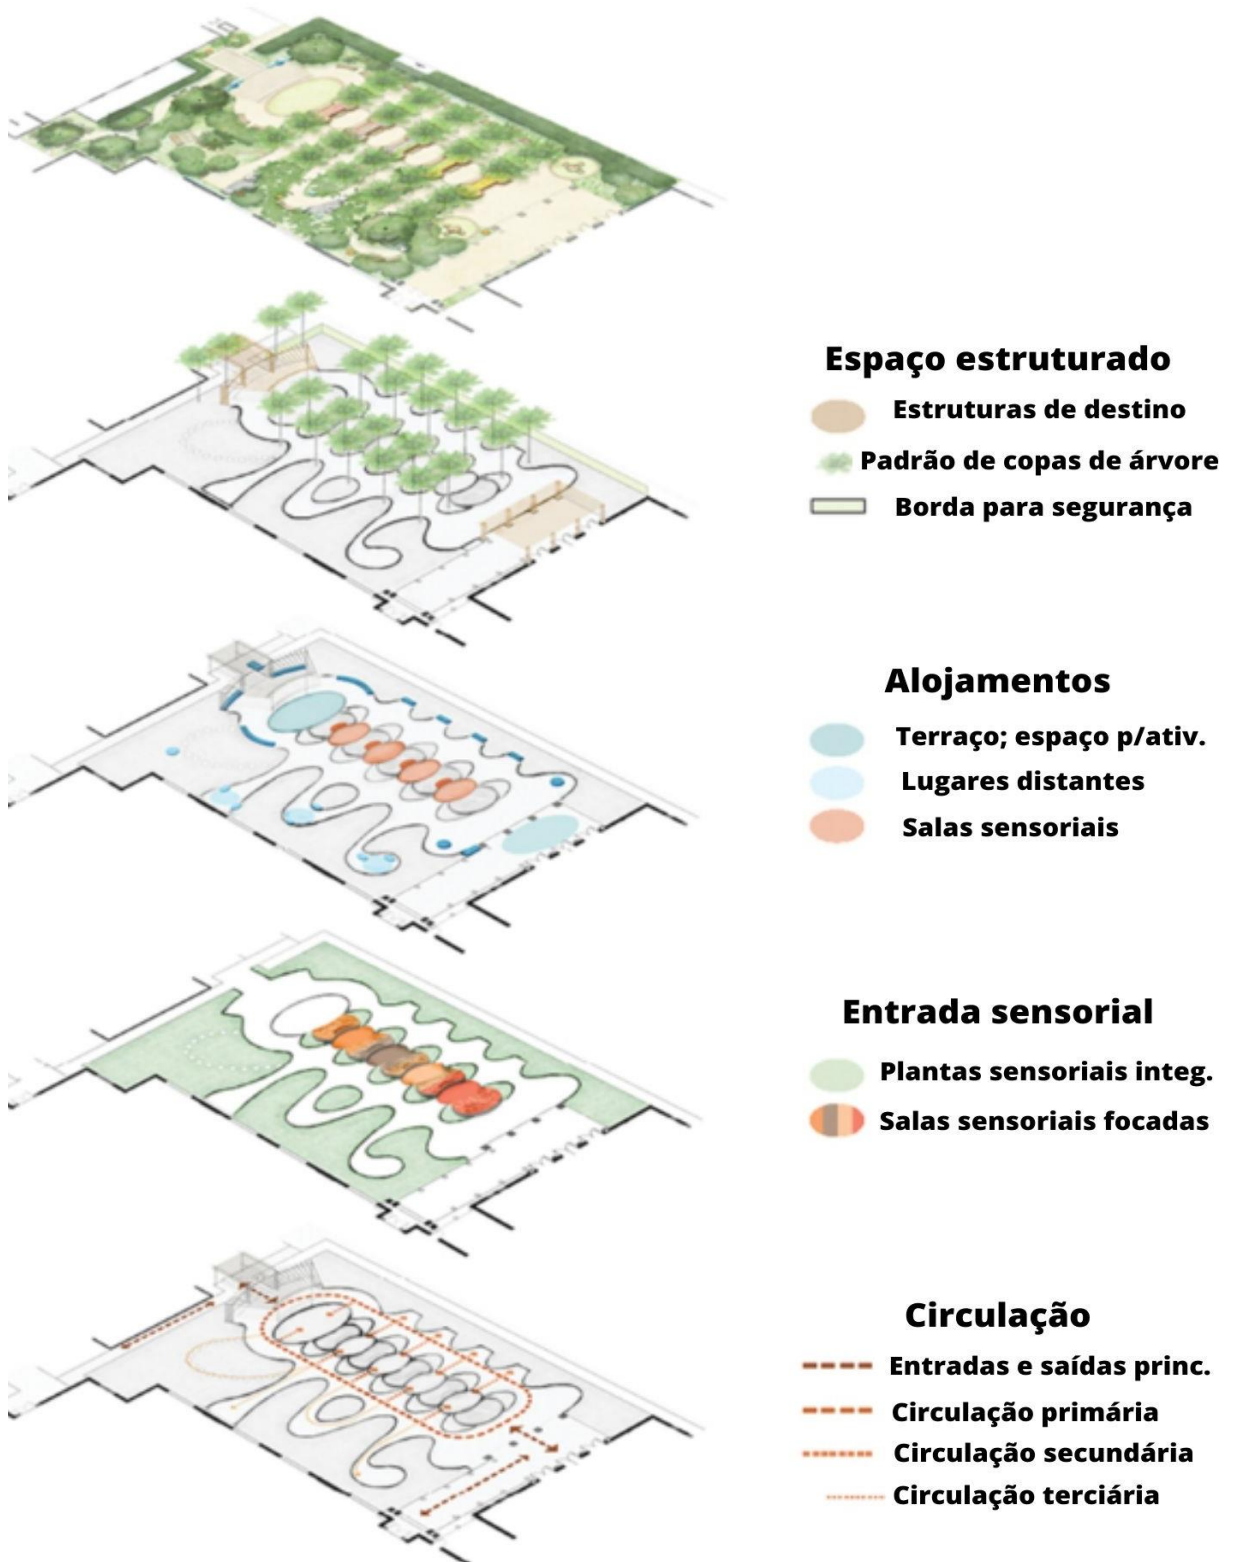 Espaço estruturado
Estruturas de destino
Padrão de copas de árvore
Borda para segurança
Alojamentos
Terraço; espaço p/ativ.
Lugares distantes
Salas sensoriais
Entrada sensorial
Plantas sensoriais integ.
Salas sensoriais focadas
Circulação
Entradas e saídas princ.
Circulação primária
Circulação secundária
Circulação terciária